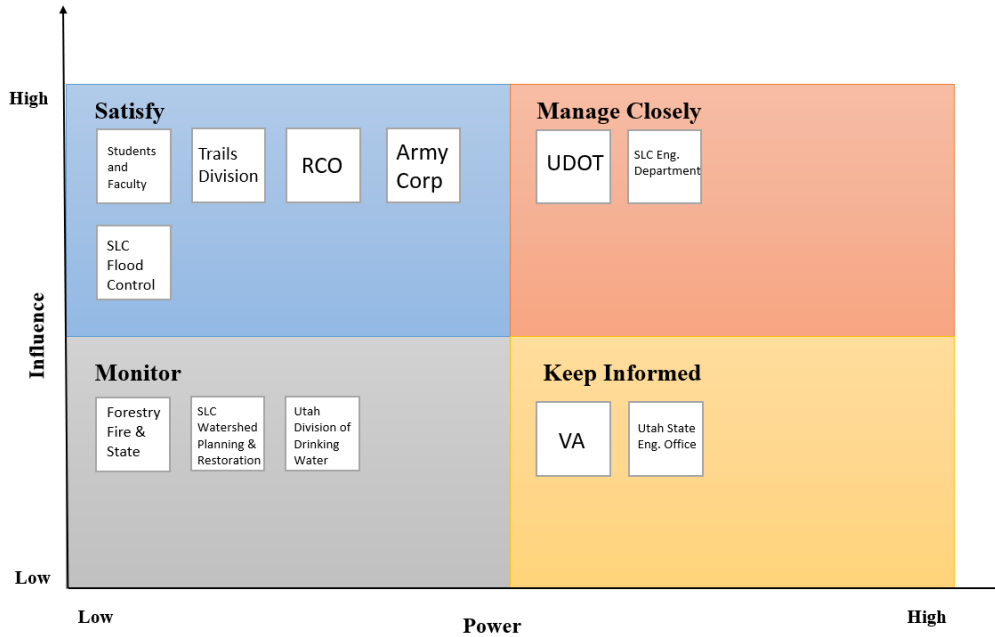 High
Satisfy
Manage Closely
Students
and
Faculty
Trails
Division
RCO
Army
Corp
UDOT
SLC Eng.
Department
SLC
Flood
Control
Influence
Monitor
Keep Informed
Forestry
Fire &
State
SLC
Watershed
Planning &
Restoration
Utah
Division of
Drinking
Water
VA
Utah State
Eng. Office
Low
Low
Power
High